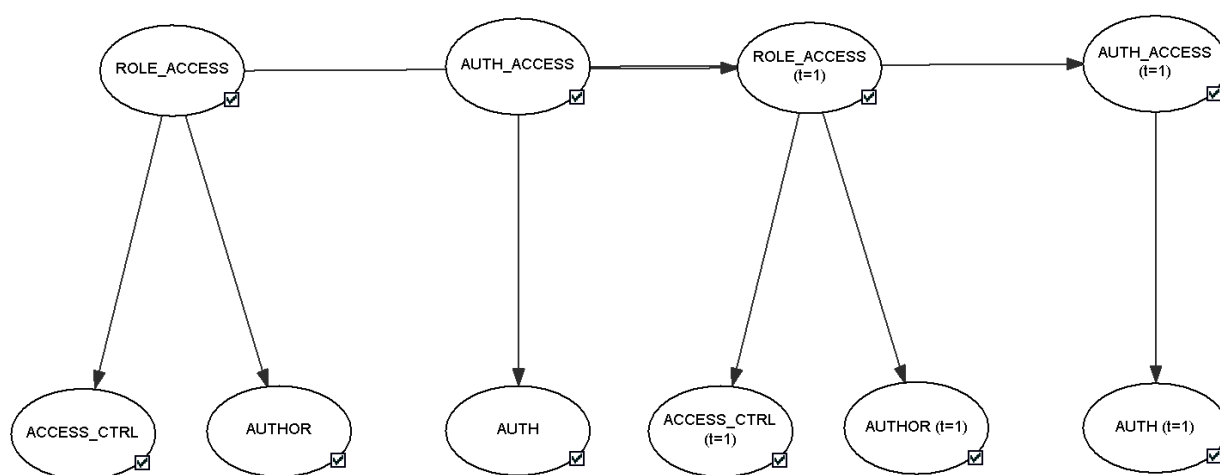 ROLE_ACCESS
AUTH_ACCESS
ROLE_ACCESS
(t=1)
AUTH_ACCESS
(t=1)
ACCESS_CTRL
AUTHOR
AUTH
ACCESS_CTRL
(t=1)
AUTHOR (t=1)
AUTH (t=1)